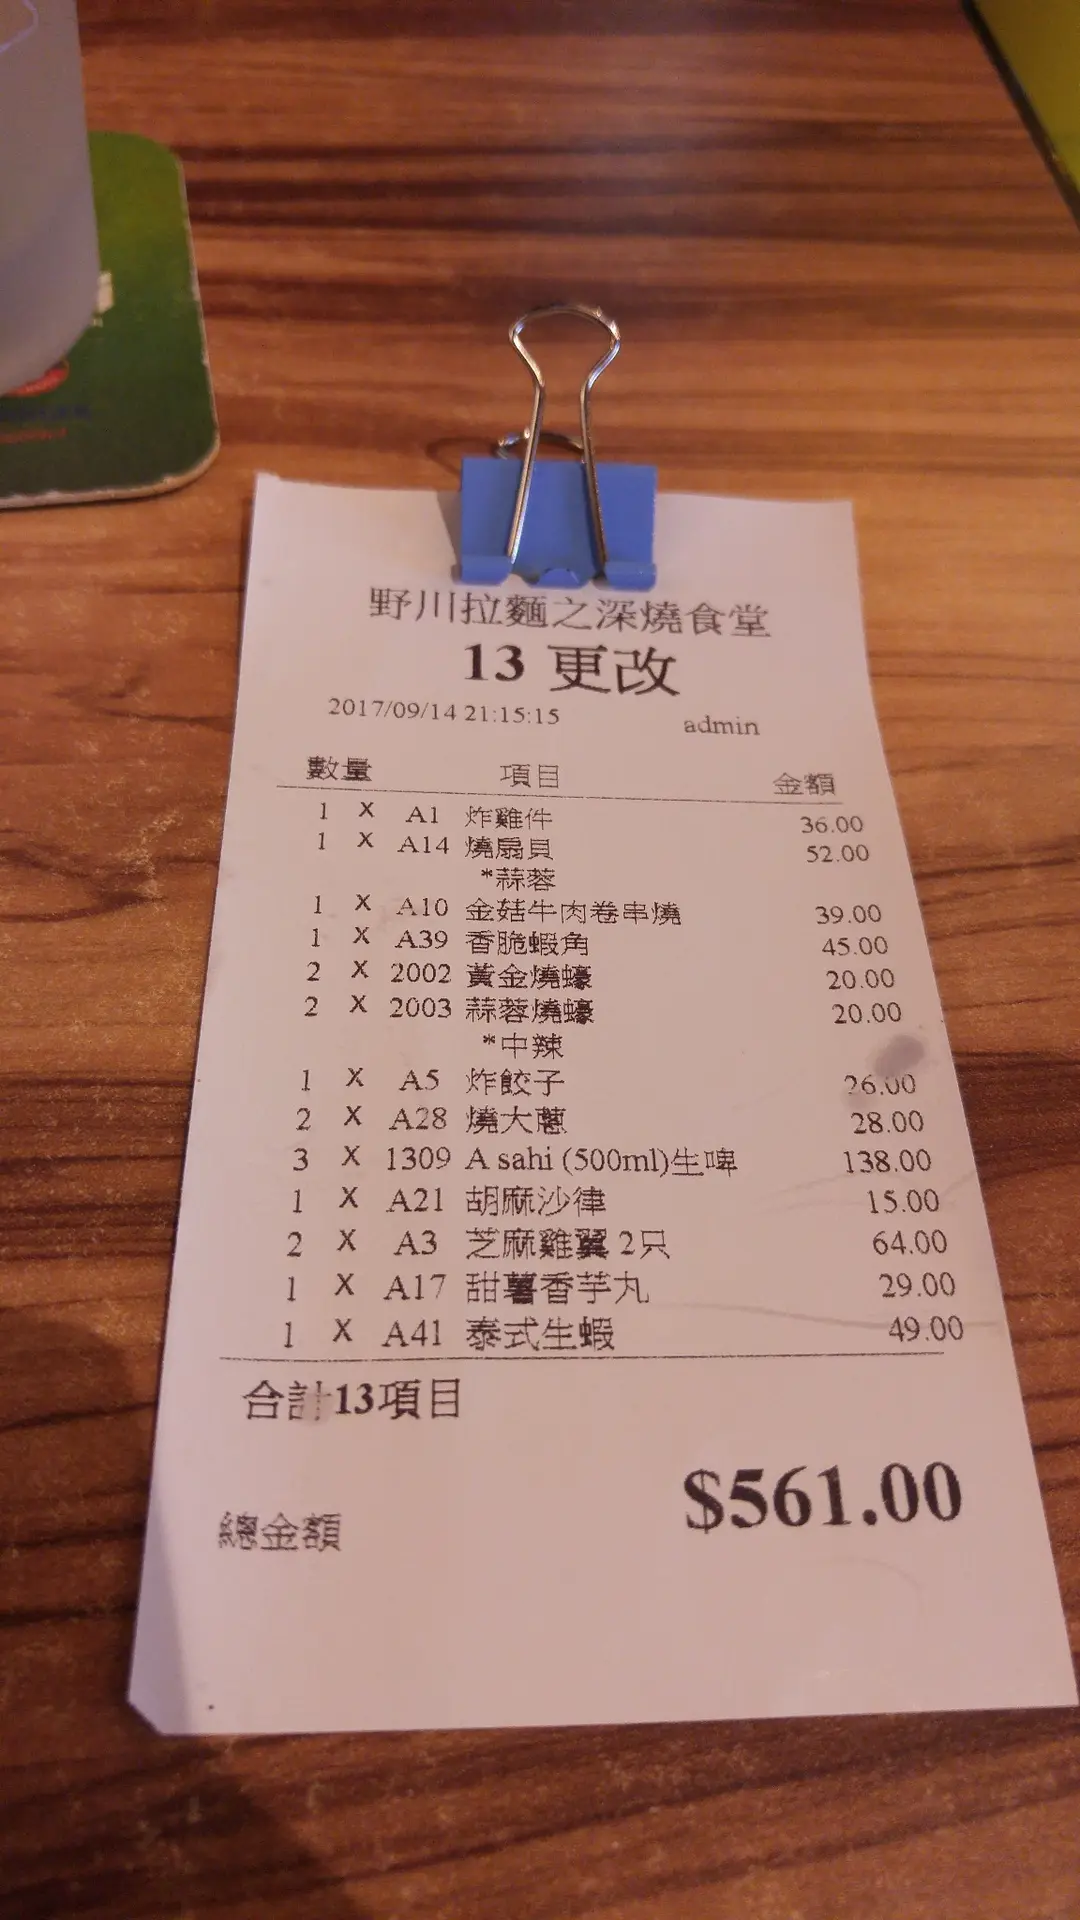 野川拉麵之深燒食堂
13 更改
2017/09/14 21:15:15 admin
數量 項目 金額
1 X A1 炸雞件 36.00
1 X A14 燒扇貝 52.00
*蒜蓉
1 X A10 金菇牛肉卷串燒 39.00
1 X A39 香脆蝦角 45.00
2 X 2002 黃金燒蠔 20.00
2 X 2003 蒜蓉燒蠔 20.00
*中辣
1 X A5 炸餃子 26.00
2 X A28 燒大蔥 28.00
3 X 1309 A sahi (500ml)生啤 138.00
1 X A21 胡麻沙律 15.00
2 X A3 芝麻雞翼 2只 64.00
1 X A17 甜薯香芋丸 29.00
1 X A41 泰式生蝦 49.00
合計13項目
$561.00
總金額